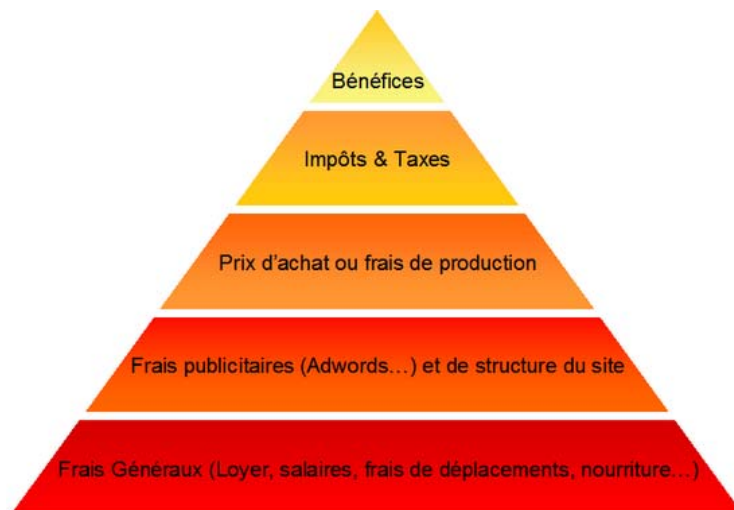 Bénéfices
Impôts & Taxes
Prix d’achat ou frais de production
Frais publicitaires (Adwords…) et de structure du site
Frais Généraux (Loyer, salaires, frais de déplacements, nourriture…)